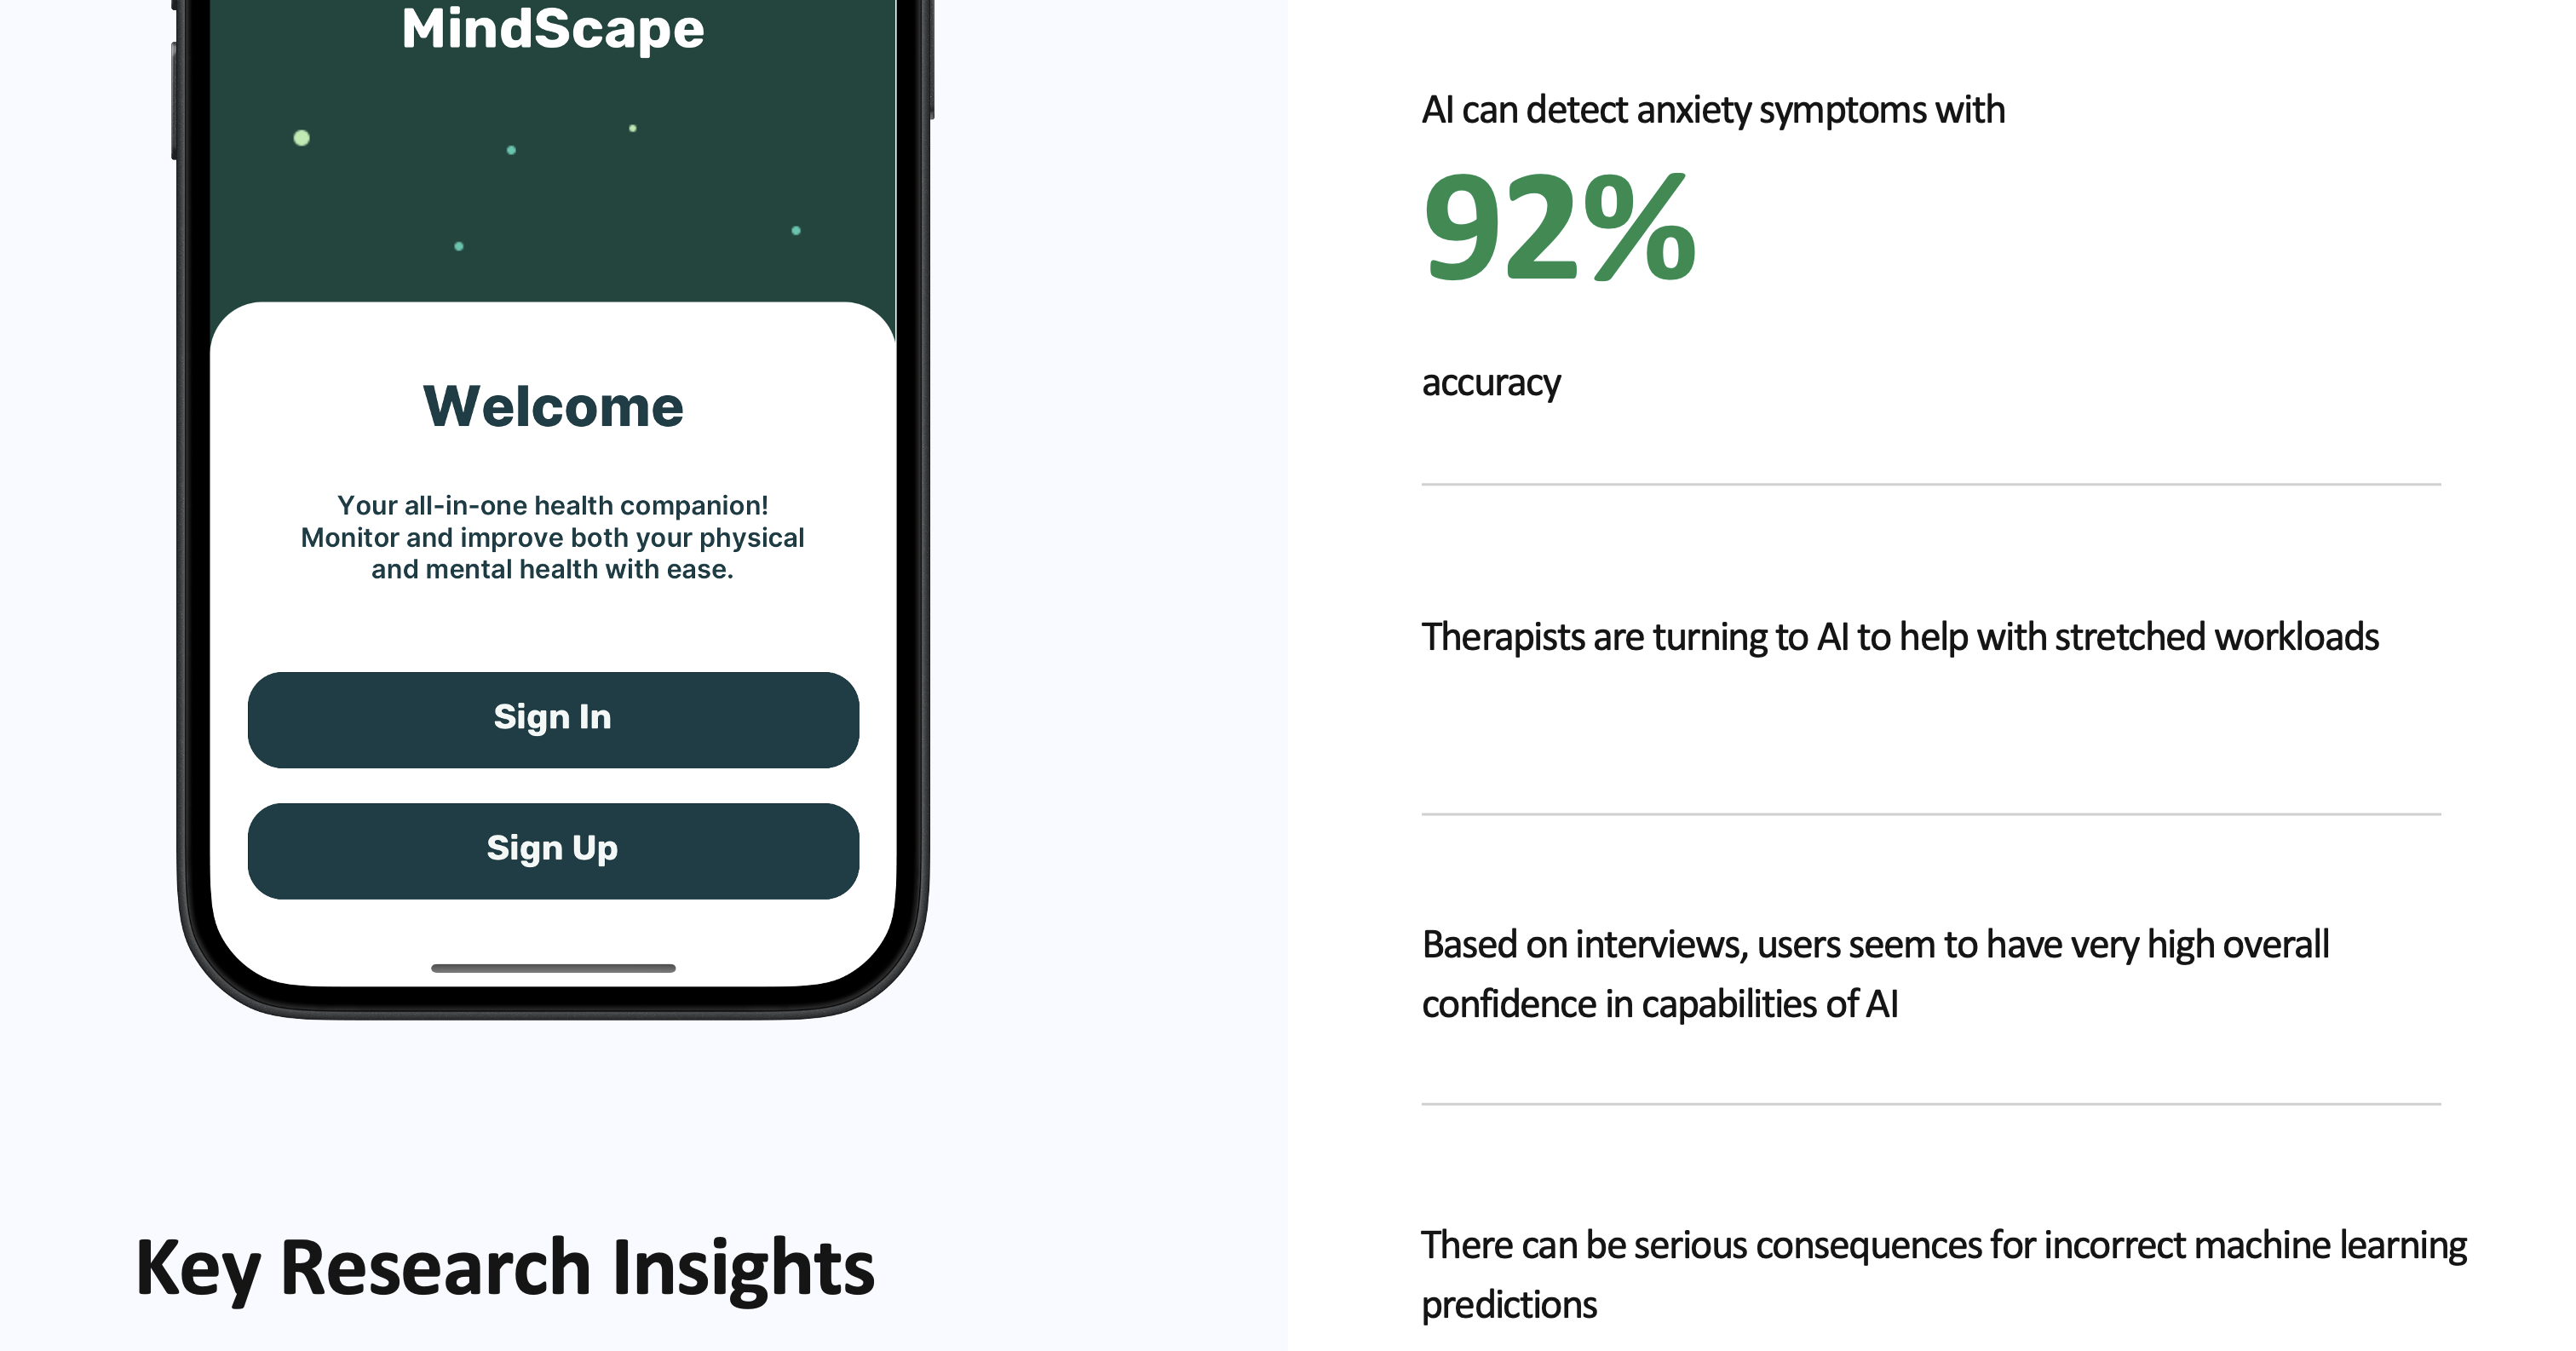 MindScape
Welcome
Your all-in-one health companion!
Monitor and improve both your physical
and mental health with ease.
Sign In
Sign Up
Key Research Insights
AI can detect anxiety symptoms with
92%
accuracy
Therapists are turning to AI to help with stretched workloads
Based on interviews, users seem to have very high overall
confidence in capabilities of AI
There can be serious consequences for incorrect machine learning
predictions